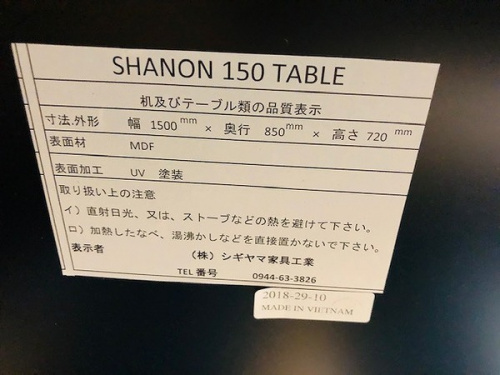 SHANON 150 TABLE
机及びテーブル類の品質表示
寸法.外形 幅 1500mm × 奥行 850mm × 高さ 720 mm
表面材 MDF
表面加工 UV 塗装
取り扱い上の注意
イ）直射日光、又は、ストーブなどの熱を避けて下さい。
ロ）加熱したなべ、湯沸かしなどを直接置かないで下さい。
表示者 （株）シギヤマ家具工業
TEL番号 0944-63-3826
2018-29-10
MADE IN VIETNAM